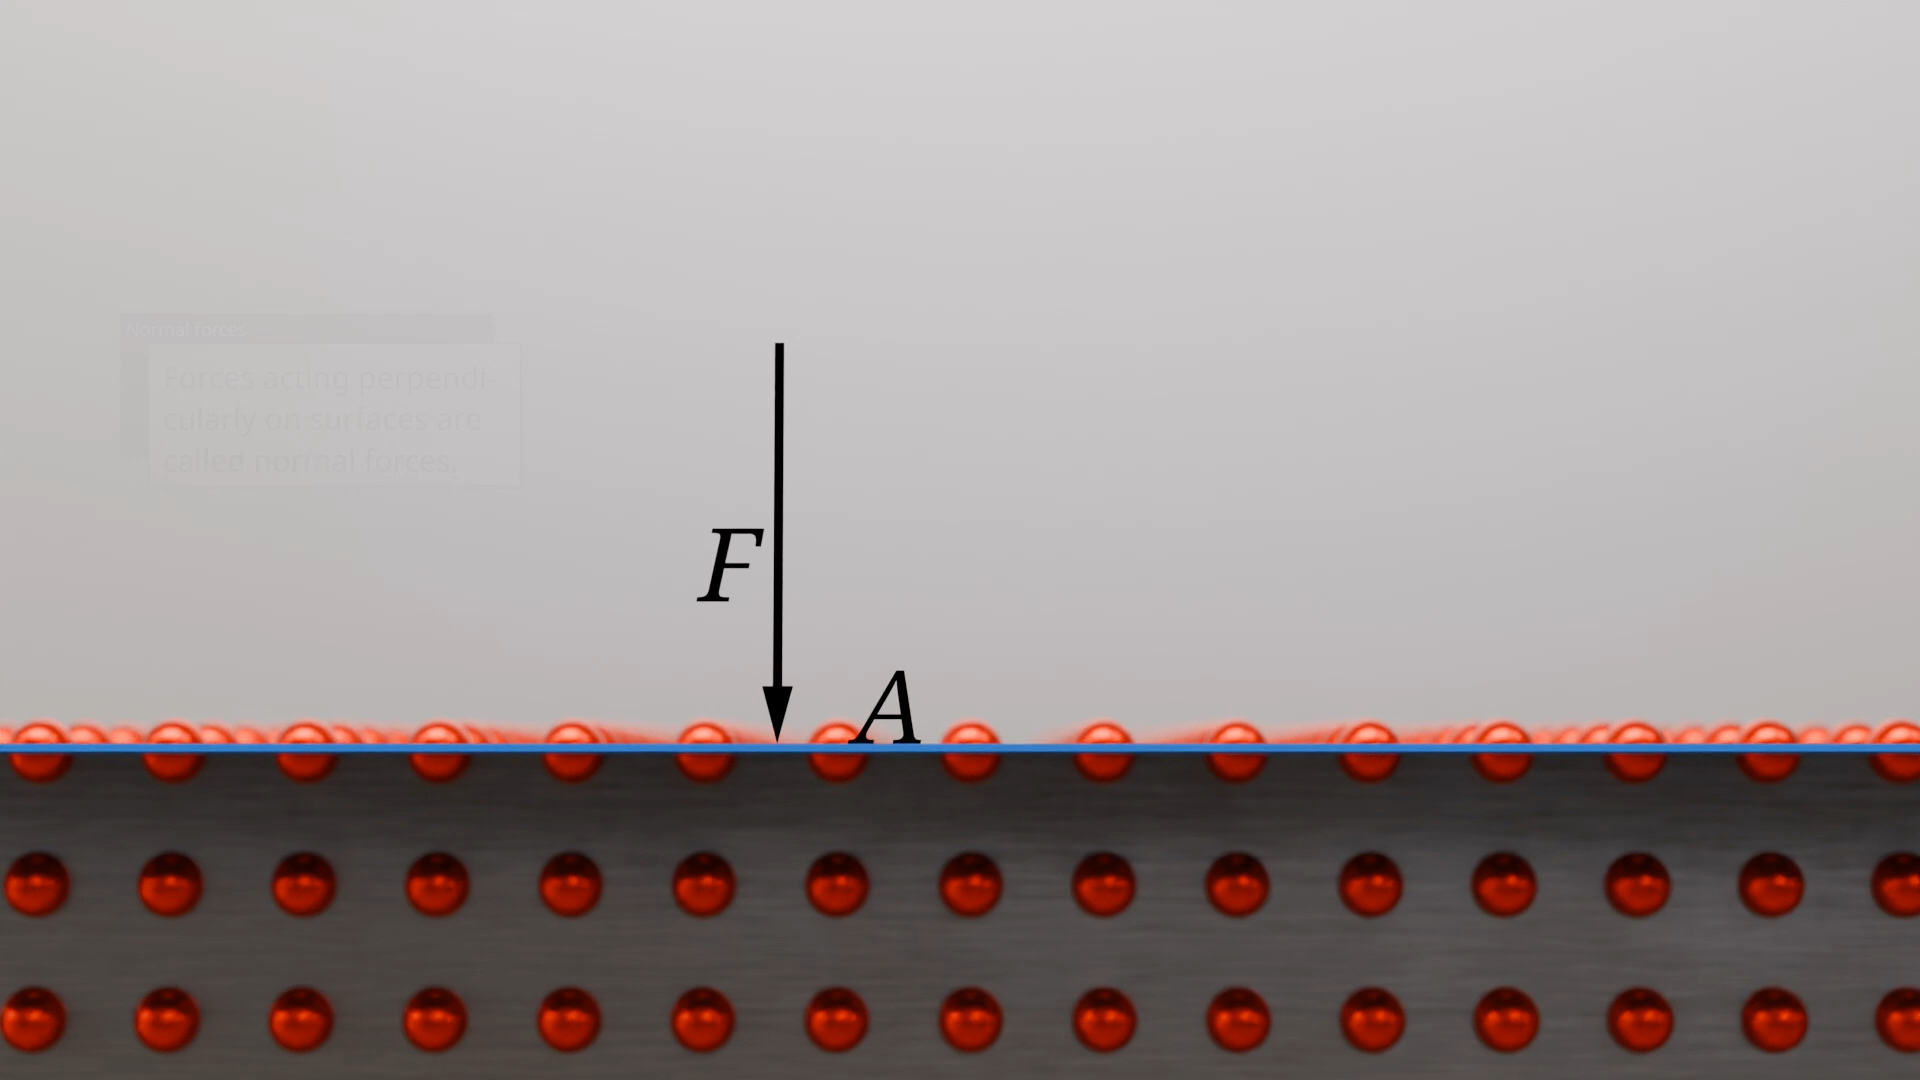 Normal forces
Forces acting perpendi-
cularly on surfaces are
called normal forces.
F
A